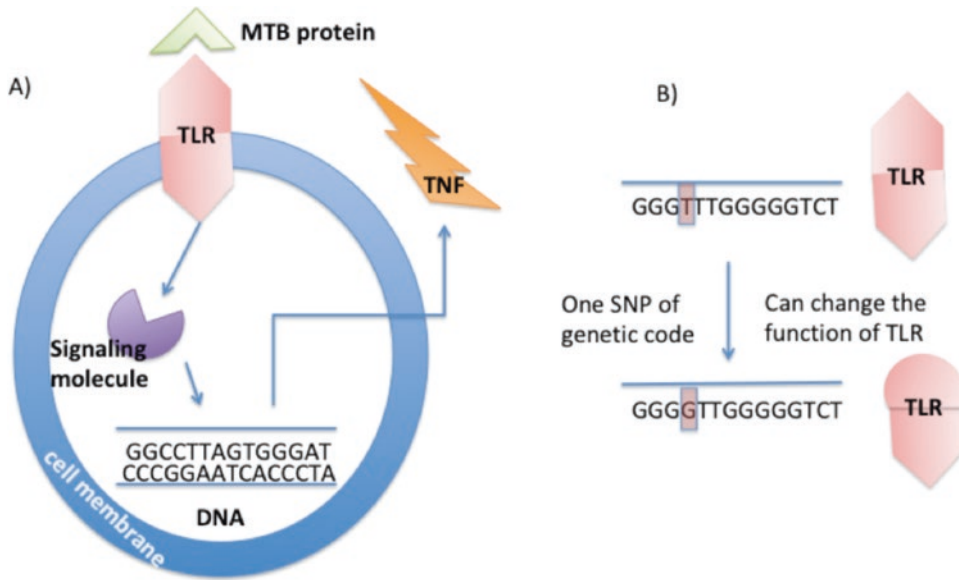 A)
MTB protein
TLR
TNF
Signaling
molecule
GGCCTTAGTGGGAT
CCCGGAATCACCCTA
DNA
cell membrane
B)
GGGTTTGGGGGTCT
TLR
One SNP of
genetic code
Can change the
function of TLR
GGGGTTGGGGGTCT
TLR